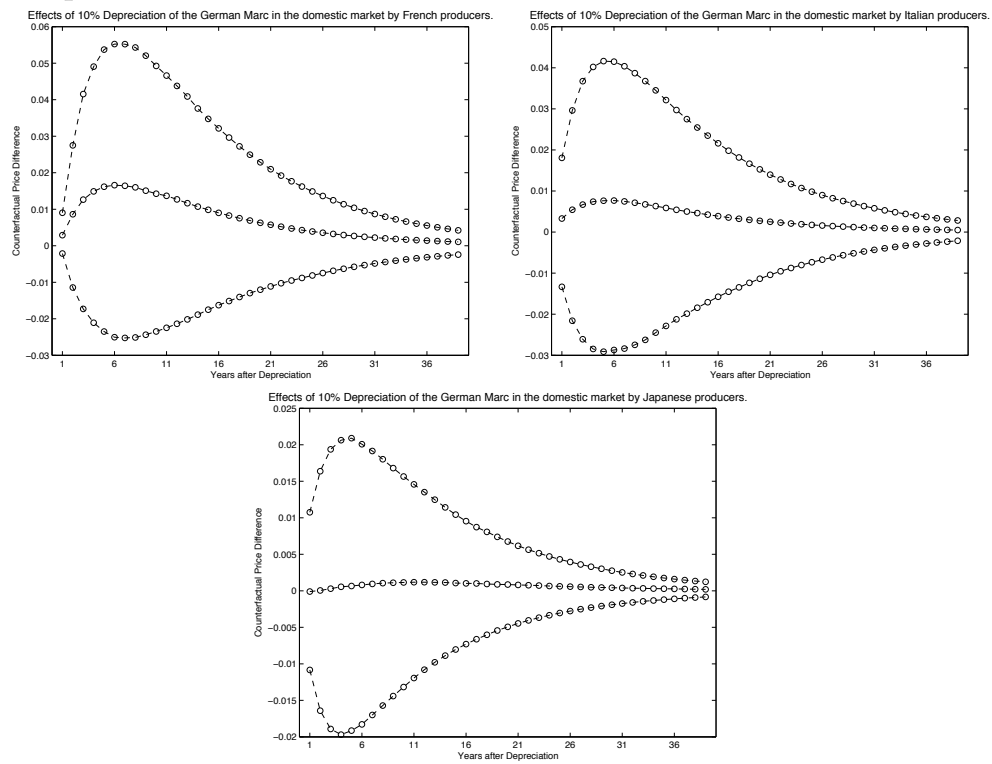 Effects of 10% Depreciation of the German Marc in the domestic market by French producers.
0.06
0.05
0.04
0.03
0.02
0.01
0
−0.01
−0.02
−0.03
Counterfactual Price Difference
1 6 11 16 21 26 31 36
Years after Depreciation
Effects of 10% Depreciation of the German Marc in the domestic market by Italian producers.
0.05
0.04
0.03
0.02
0.01
0
−0.01
−0.02
−0.03
Counterfactual Price Difference
1 6 11 16 21 26 31 36
Years after Depreciation
Effects of 10% Depreciation of the German Marc in the domestic market by Japanese producers.
0.025
0.02
0.015
0.01
0.005
0
−0.005
−0.01
−0.015
−0.02
Counterfactual Price Difference
1 6 11 16 21 26 31 36
Years after Depreciation